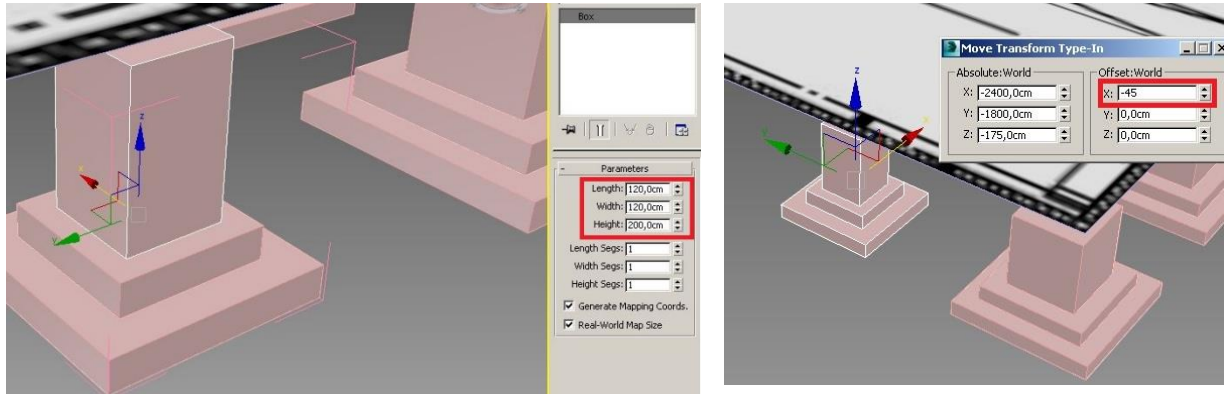 Box
- Parameters
Length: 120,0cm
Width: 120,0cm
Height: 200,0cm
Length Segs: 1
Width Segs: 1
Height Segs: 1
Generate Mapping Coords.
Real-World Map Size
z
x
y
Move Transform Type-In
Absolute:World
X: -2400,0cm
Y: -1800,0cm
Z: -175,0cm
Offset:World
X: -45
Y: 0,0cm
Z: 0,0cm
z
x
y